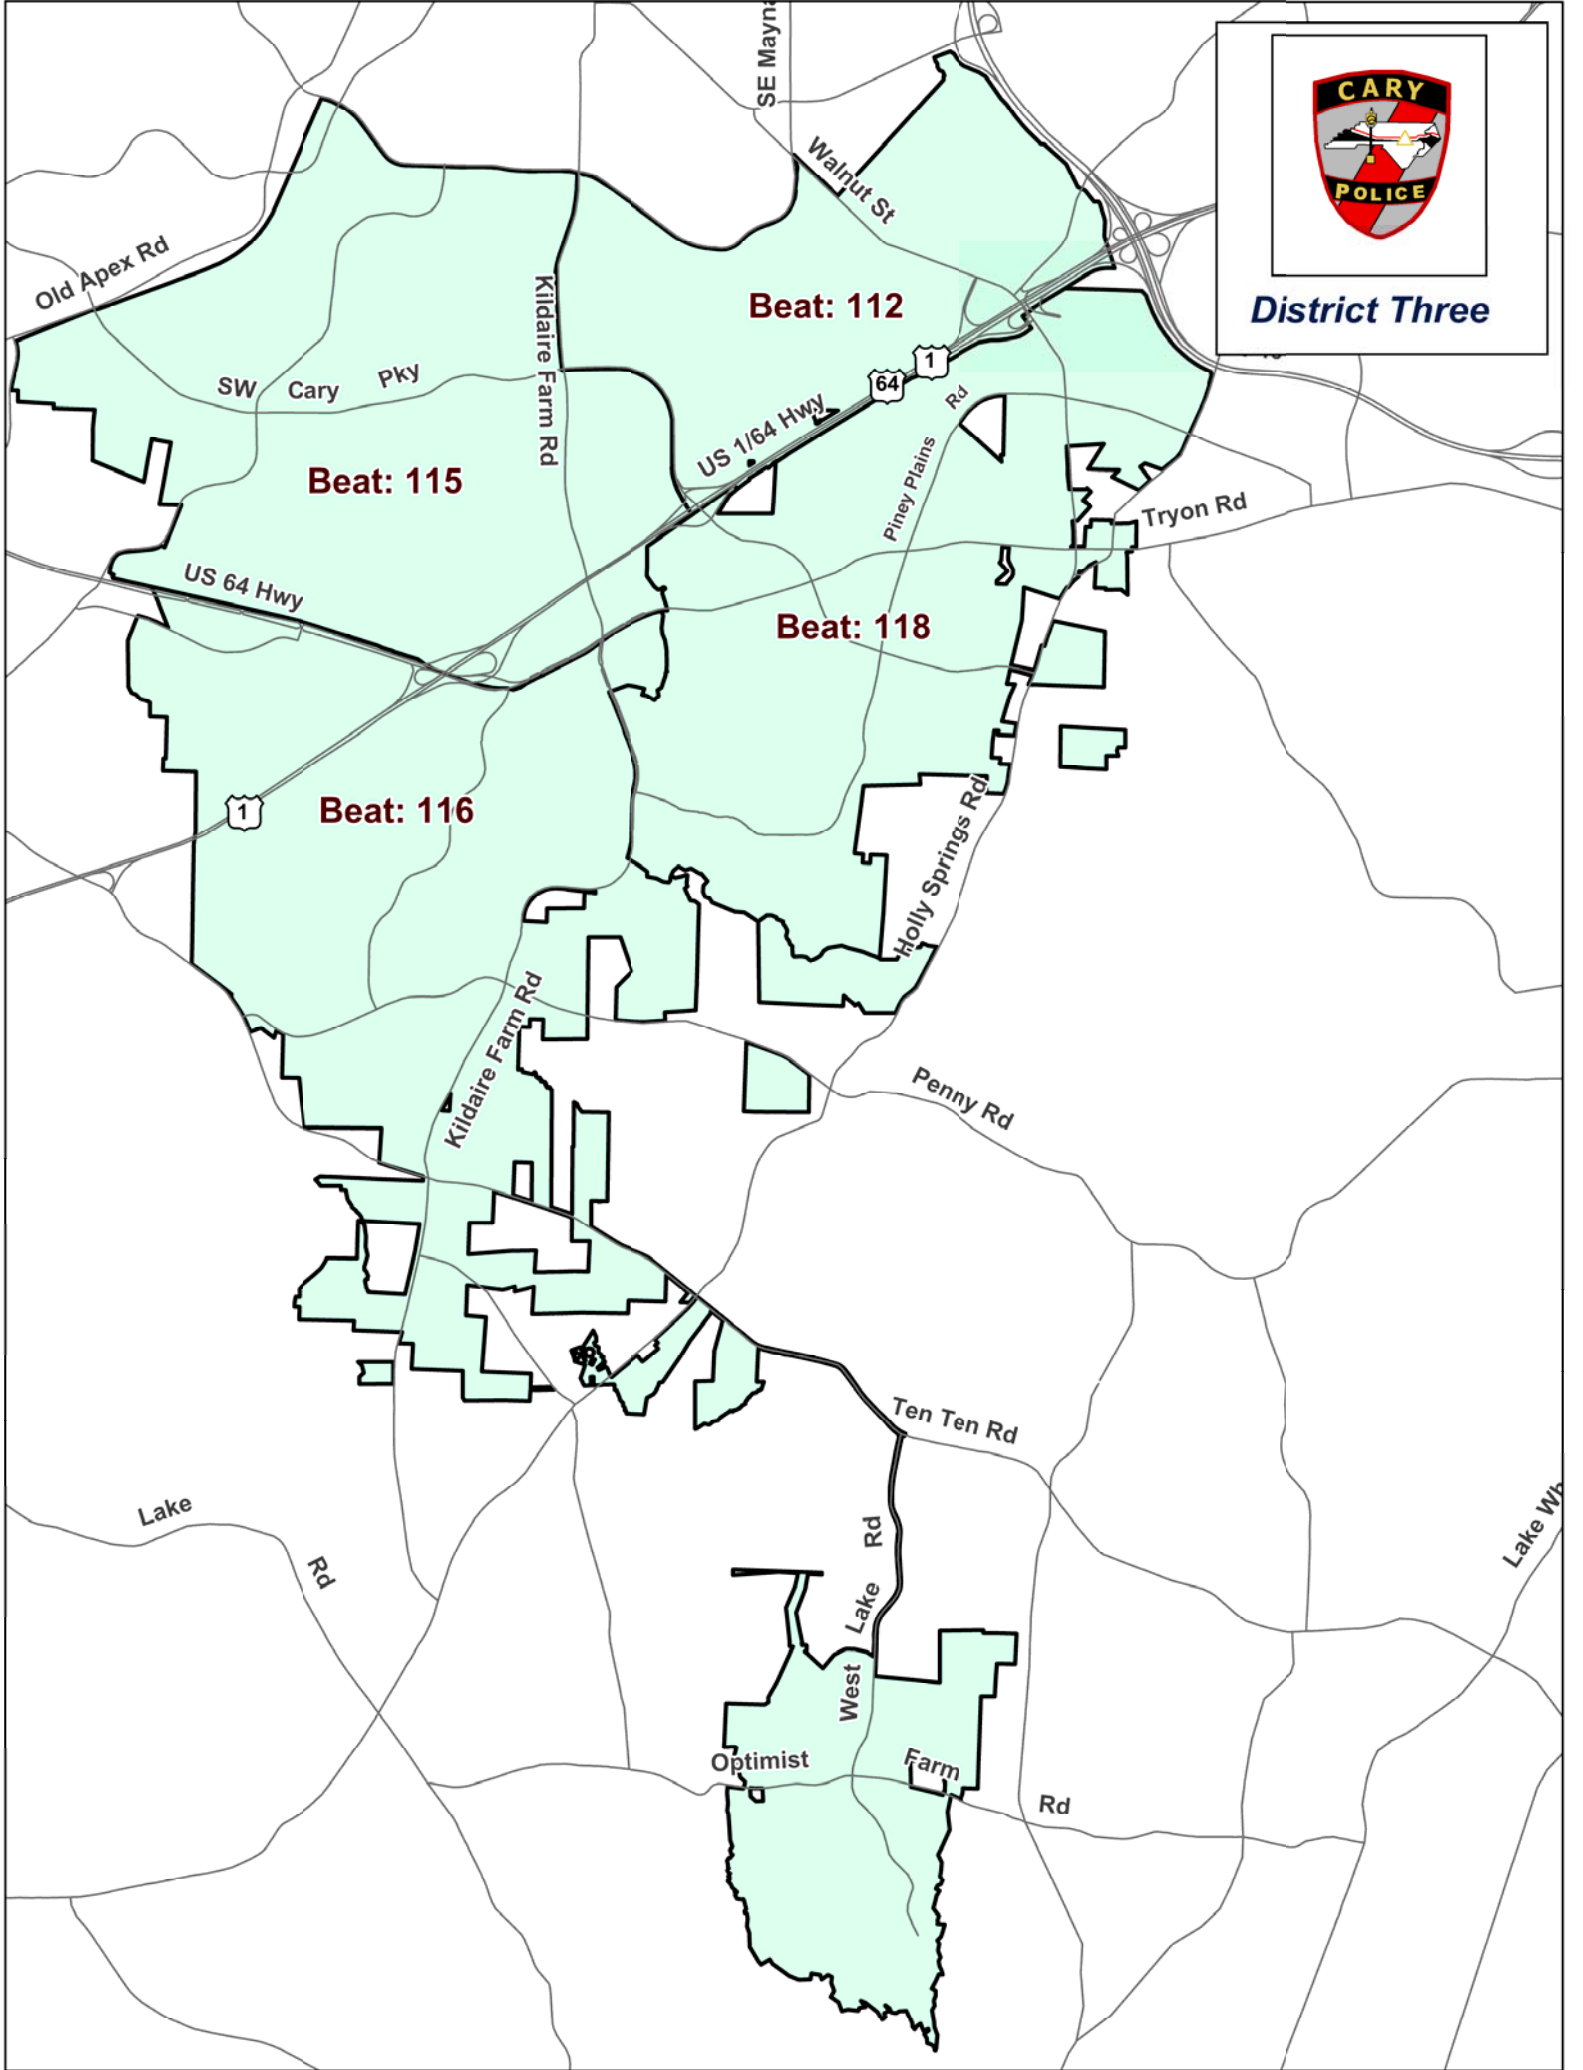 SE Mayna
CARY
POLICE
District Three
Walnut St
Old Apex Rd
Kildaire Farm Rd
Beat: 112
1
64
SW Cary Pky
Rd
US 1/64 Hwy
Piney Plains
Beat: 115
Tryon Rd
US 64 Hwy
Beat: 118
1
Beat: 116
Holly Springs Rd
Kildaire Farm Rd
Penny Rd
Ten Ten Rd
Lake
Rd
Rd
Lake
West
Lake Wh
Optimist
Farm
Rd